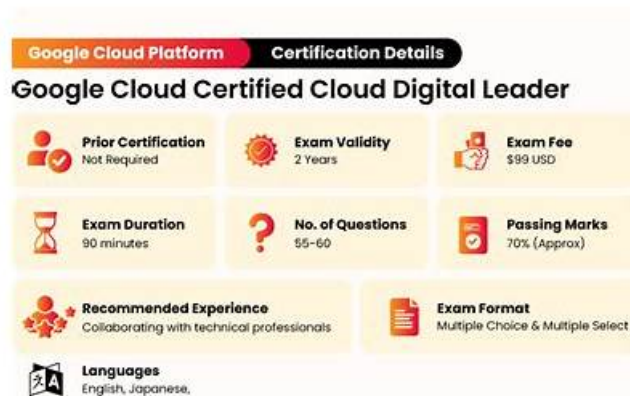 Google Cloud Platform
Certification Details
Google Cloud Certified Cloud Digital Leader
Prior Certification
Not Required
Exam Validity
2 Years
Exam Fee
$99 USD
Exam Duration
90 minutes
No. of Questions
55-60
Passing Marks
70% (Approx)
Recommended Experience
Collaborating with technical professionals
Exam Format
Multiple Choice & Multiple Select
Languages
English, Japanese,